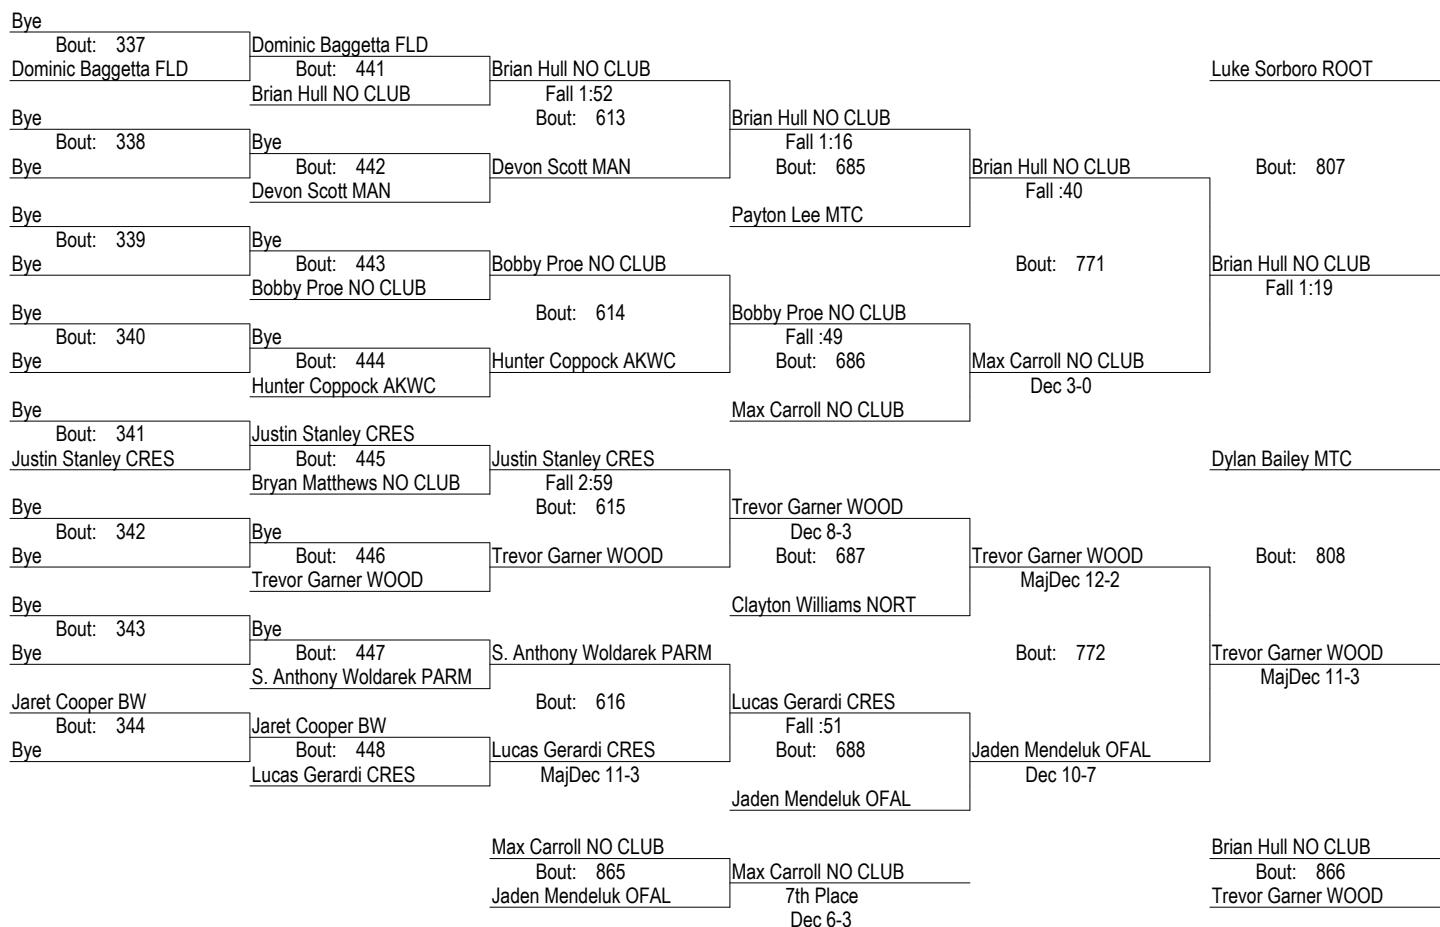 Bye
Bout: 337
Dominic Baggetta FLD
Bye
Bout: 338
Bye
Bye
Bout: 339
Bye
Bye
Bout: 340
Bye
Bye
Bout: 341
Justin Stanley CRES
Bye
Bout: 342
Bye
Bye
Bout: 343
Bye
Jaret Cooper BW
Bout: 344
Bye
Dominic Baggetta FLD
Bout: 441
Brian Hull NO CLUB
Bye
Bout: 442
Devon Scott MAN
Bye
Bout: 443
Bobby Proe NO CLUB
Bye
Bout: 444
Hunter Coppock AKWC
Justin Stanley CRES
Bout: 445
Bryan Matthews NO CLUB
Bye
Bout: 446
Trevor Garner WOOD
Bye
Bout: 447
S. Anthony Woldarek PARM
Jaret Cooper BW
Bout: 448
Lucas Gerardi CRES
Brian Hull NO CLUB
Fall 1:52
Bout: 613
Devon Scott MAN
Bobby Proe NO CLUB
Bout: 614
Hunter Coppock AKWC
Justin Stanley CRES
Fall 2:59
Bout: 615
Trevor Garner WOOD
S. Anthony Woldarek PARM
Bout: 616
Lucas Gerardi CRES
MajDec 11-3
Brian Hull NO CLUB
Fall 1:16
Bout: 685
Payton Lee MTC
Bobby Proe NO CLUB
Fall :49
Bout: 686
Max Carroll NO CLUB
Trevor Garner WOOD
Dec 8-3
Bout: 687
Clayton Williams NORT
Lucas Gerardi CRES
Fall :51
Bout: 688
Jaden Mendeluk OFAL
Brian Hull NO CLUB
Fall :40
Bout: 771
Max Carroll NO CLUB
Dec 3-0
Trevor Garner WOOD
MajDec 12-2
Bout: 772
Jaden Mendeluk OFAL
Dec 10-7
Luke Sorboro ROOT
Bout: 807
Brian Hull NO CLUB
Fall 1:19
Dylan Bailey MTC
Bout: 808
Trevor Garner WOOD
MajDec 11-3
Max Carroll NO CLUB
Bout: 865
Jaden Mendeluk OFAL
Max Carroll NO CLUB
7th Place
Dec 6-3
Brian Hull NO CLUB
Bout: 866
Trevor Garner WOOD